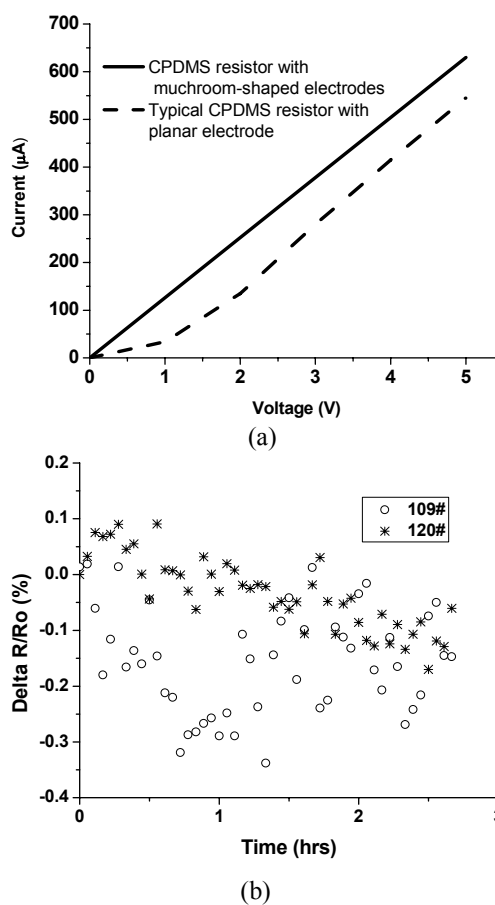 700
600
500
400
300
200
100
0
Current (µA)
CPDMS resistor with
muchroom-shaped electrodes
Typical CPDMS resistor with
planar electrode
0 1 2 3 4 5
Voltage (V)
(a)
0.2
0.1
0.0
-0.1
-0.2
-0.3
-0.4
Delta R/Ro (%)
109#
120#
0 1 2 3
Time (hrs)
(b)